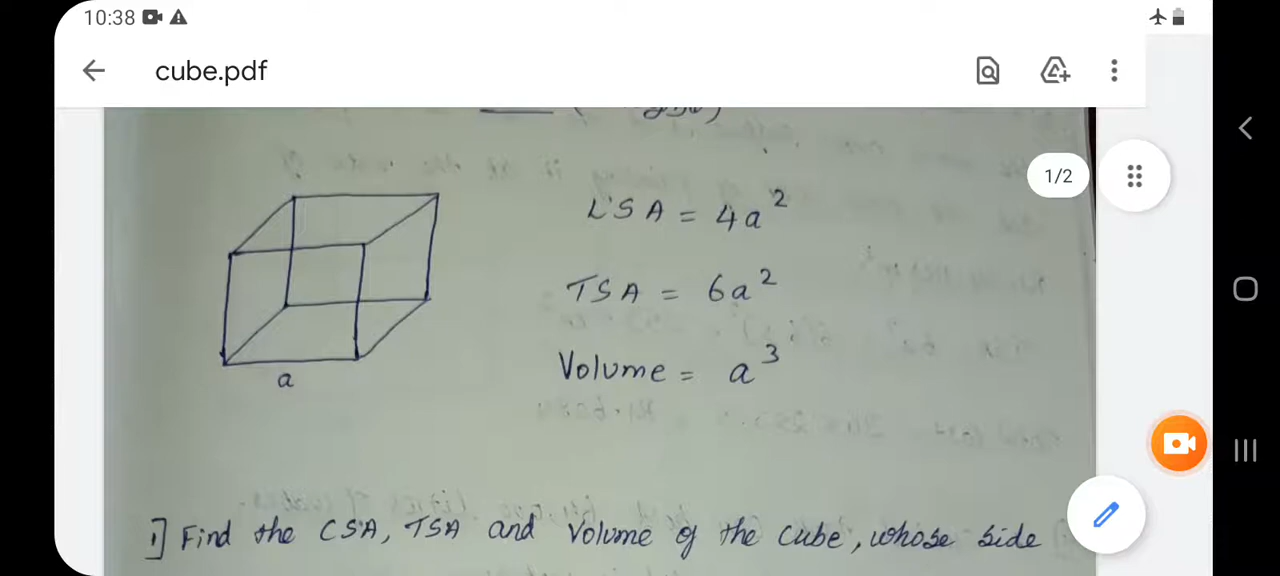 10:38
cube.pdf
LSA = 4a²
1/2
TSA = 6a²
Volume = a³
a
1] Find the CSA, TSA and Volume of the cube, whose side